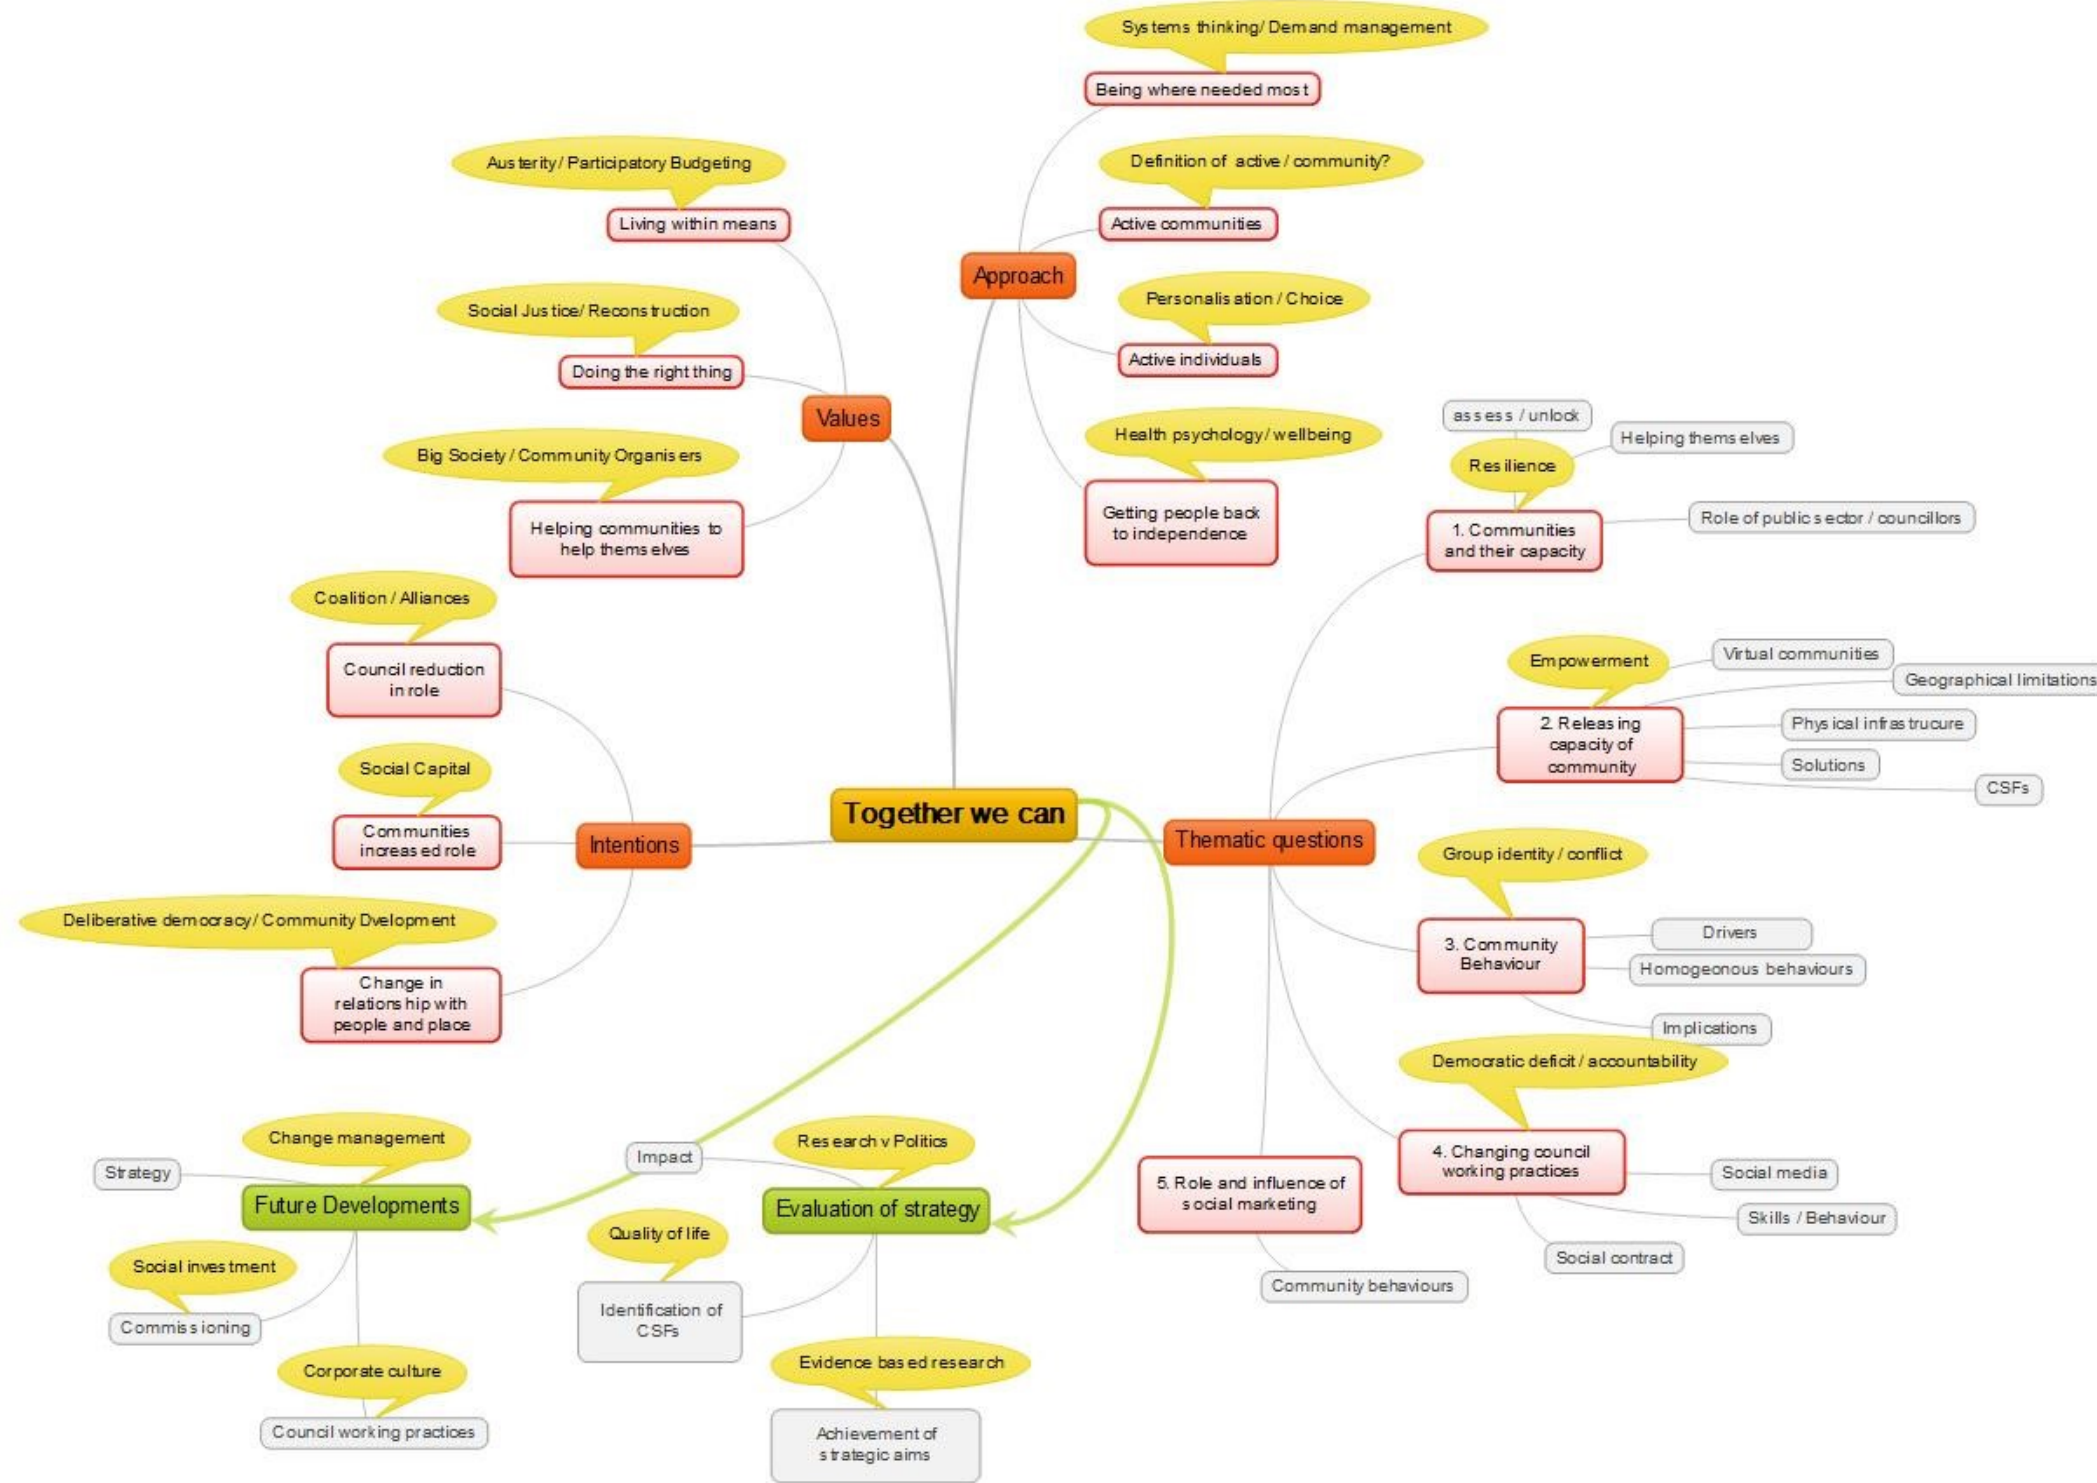 Systems thinking/ Demand management
Being where needed most
Austerity / Participatory Budgeting
Living within means
Definition of active / community?
Active communities
Approach
Personalisation / Choice
Active individuals
Social Justice/ Reconstruction
Doing the right thing
Values
Big Society / Community Organisers
Helping communities to
help themselves
Health psychology / wellbeing
Getting people back
to independence
assess / unlock
Helping themselves
Resilience
Role of public sector / councillors
1. Communities
and their capacity
Coalition / Alliances
Council reduction
in role
Social Capital
Communities
increased role
Intentions
Deliberative democracy/ Community Dvelopment
Change in
relationship with
people and place
Together we can
Thematic questions
Empowerment
Virtual communities
Geographical limitations
2. Releasing
capacity of
community
Physical infrastrucure
Solutions
CSFs
Group identity / conflict
3. Community
Behaviour
Drivers
Homogeonous behaviours
Implications
Democratic deficit / accountability
4. Changing council
working practices
Social media
Skills / Behaviour
Social contract
5. Role and influence of
social marketing
Community behaviours
Change management
Strategy
Future Developments
Social investment
Commissioning
Corporate culture
Council working practices
Impact
Research v Politics
Evaluation of strategy
Quality of life
Identification of
CSFs
Evidence based research
Achievement of
strategic aims